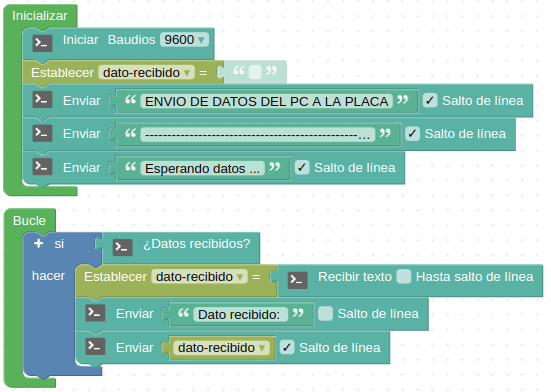 Inicializar
Iniciar Baudios 9600
Establecer dato-recibido = “ ”
Enviar “ ENVIO DE DATOS DEL PC A LA PLACA ” Salto de línea
Enviar “ -----------------------------------------------... ” Salto de línea
Enviar “ Esperando datos ... ” Salto de línea
Bucle
si ¿Datos recibidos?
hacer Establecer dato-recibido = Recibir texto Hasta salto de línea
Enviar “ Dato recibido: ” Salto de línea
Enviar dato-recibido Salto de línea